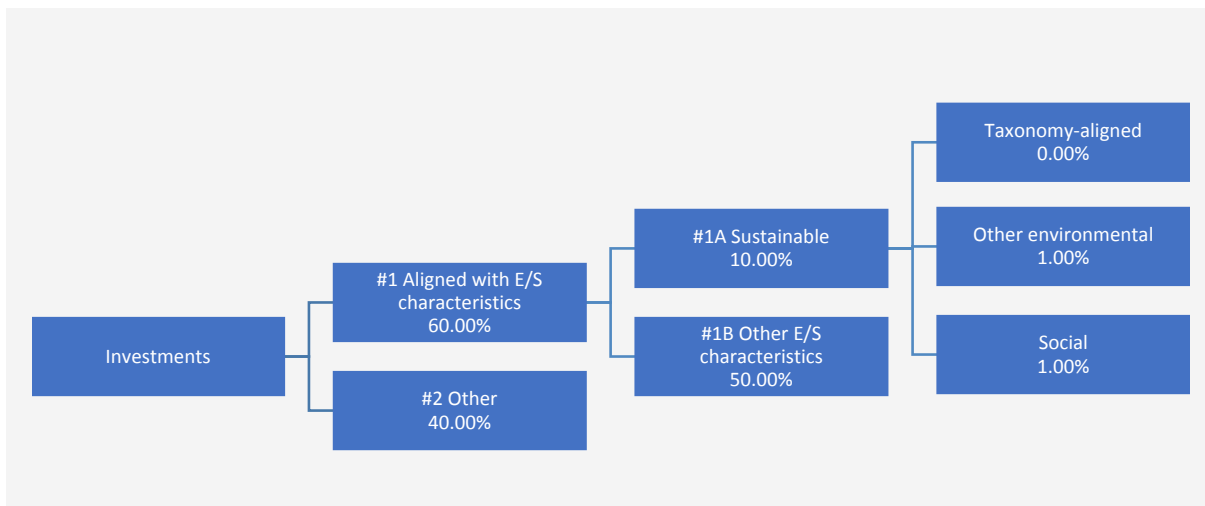 Investments
#1 Aligned with E/S
characteristics
60.00%
#2 Other
40.00%
#1A Sustainable
10.00%
#1B Other E/S
characteristics
50.00%
Taxonomy-aligned
0.00%
Other environmental
1.00%
Social
1.00%